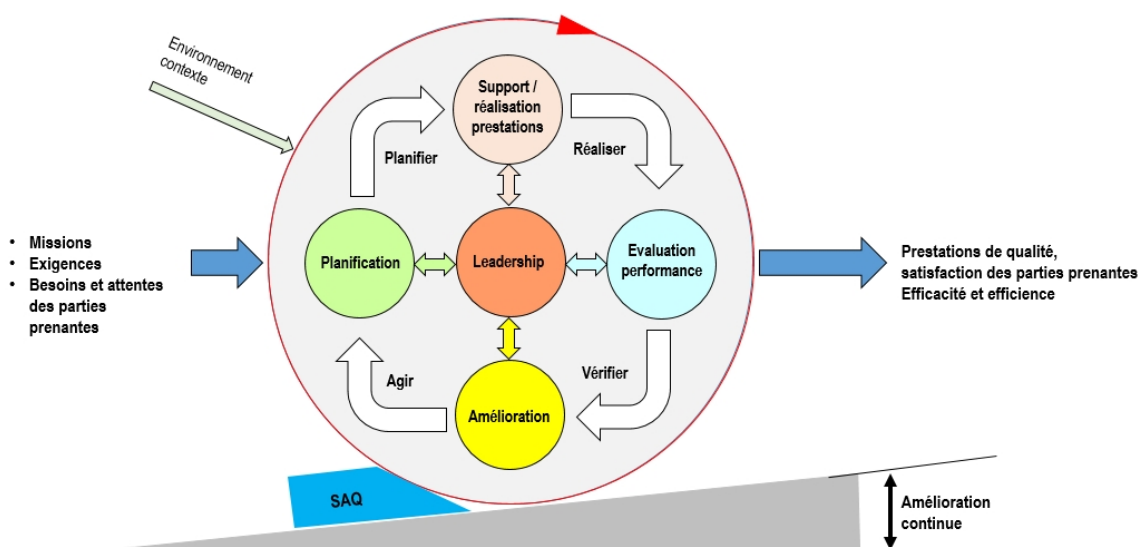 Environnement
contexte
Support /
réalisation
prestations
Planifier
Réaliser
• Missions
• Exigences
• Besoins et attentes
des parties
prenantes
Planification
Leadership
Evaluation
performance
Prestations de qualité,
satisfaction des parties prenantes
Efficacité et efficience
Agir
Vérifier
Amélioration
SAQ
Amélioration
continue